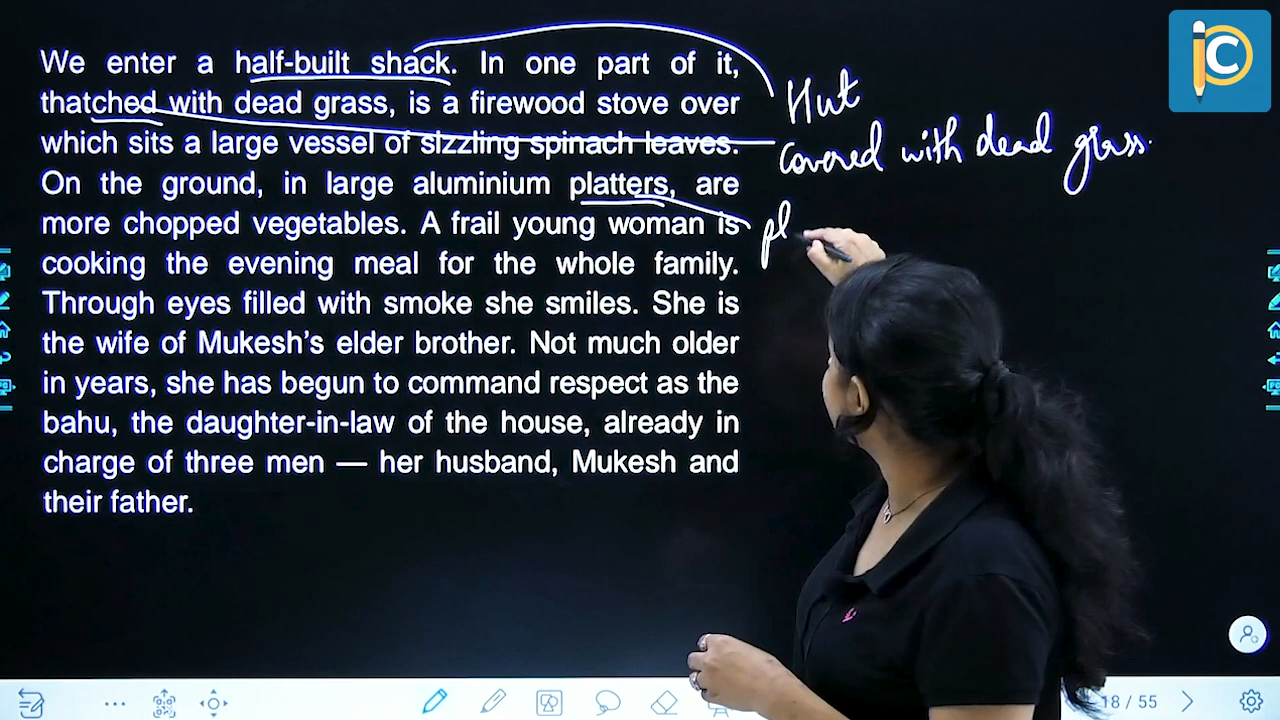 We enter a half-built shack. In one part of it,
thatched with dead grass, is a firewood stove over
which sits a large vessel of sizzling spinach leaves.
On the ground, in large aluminium platters, are
more chopped vegetables. A frail young woman is
cooking the evening meal for the whole family.
Through eyes filled with smoke she smiles. She is
the wife of Mukesh's elder brother. Not much older
in years, she has begun to command respect as the
bahu, the daughter-in-law of the house, already in
charge of three men — her husband, Mukesh and
their father.
Hut
covered with dead grass.
pl
18 / 55